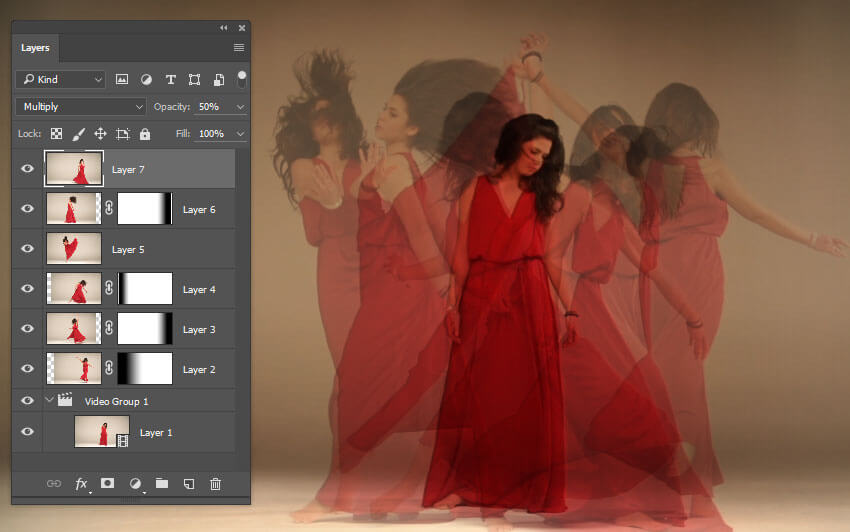 Layers
Kind
Multiply Opacity: 50%
Lock: Fill: 100%
Layer 7
Layer 6
Layer 5
Layer 4
Layer 3
Layer 2
Video Group 1
Layer 1
fx